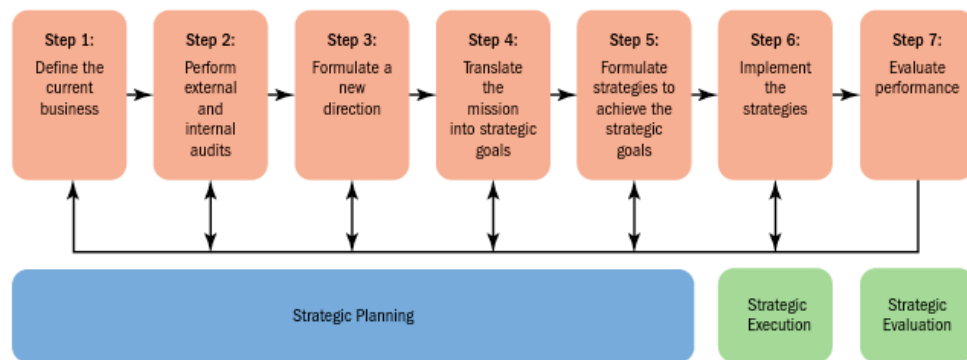 Step 1:
Define the
current
business
Step 2:
Perform
external
and
internal
audits
Step 3:
Formulate a
new
direction
Step 4:
Translate
the
mission
into strategic
goals
Step 5:
Formulate
strategies to
achieve the
strategic
goals
Step 6:
Implement
the
strategies
Step 7:
Evaluate
performance
Strategic Planning
Strategic
Execution
Strategic
Evaluation